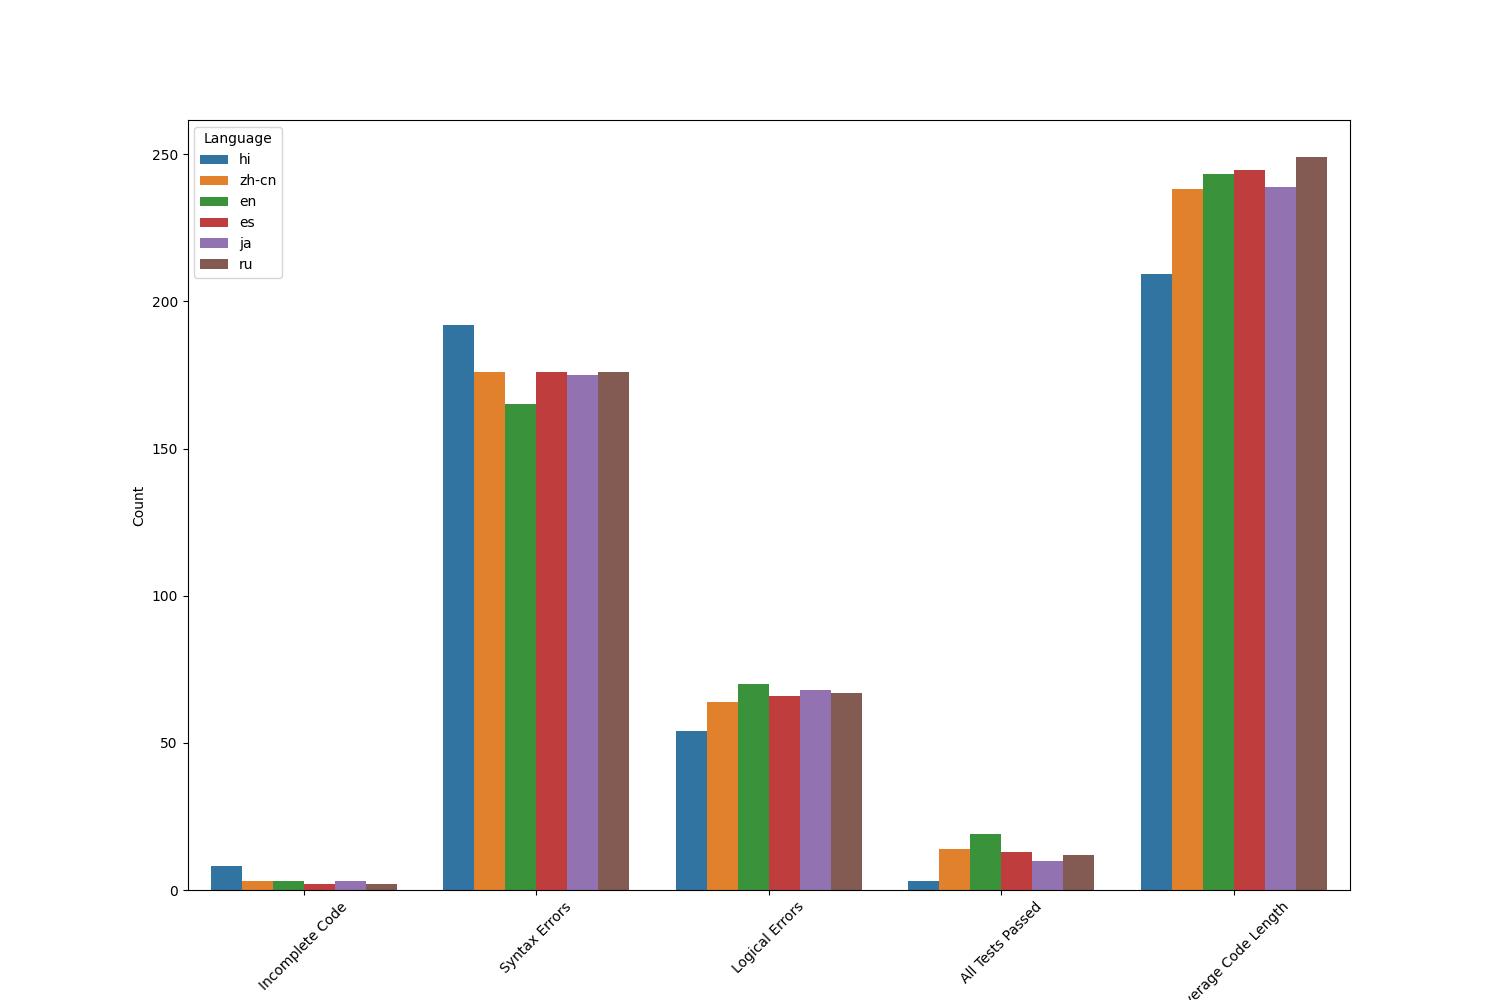 Language
hi
zh-cn
en
es
ja
ru
250
200
150
100
50
0
Count
Incomplete Code
Syntax Errors
Logical Errors
All Tests Passed
Code Length